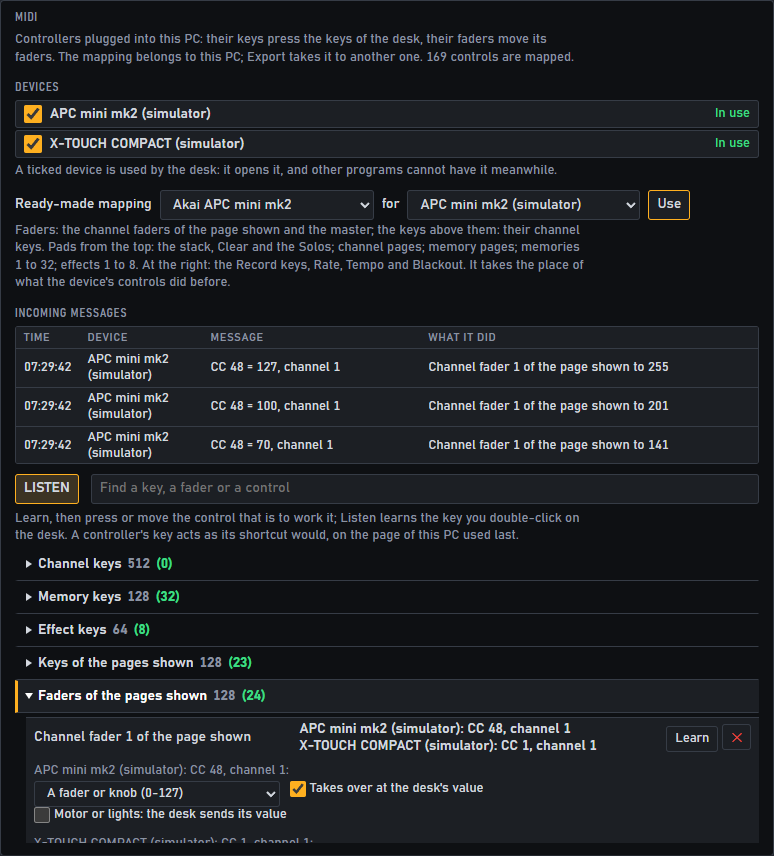 MIDI
Controllers plugged into this PC: their keys press the keys of the desk, their faders move its
faders. The mapping belongs to this PC; Export takes it to another one. 169 controls are mapped.
DEVICES
APC mini mk2 (simulator) In use
X-TOUCH COMPACT (simulator) In use
A ticked device is used by the desk: it opens it, and other programs cannot have it meanwhile.
Ready-made mapping Akai APC mini mk2 for APC mini mk2 (simulator) Use
Faders: the channel faders of the page shown and the master; the keys above them: their channel
keys. Pads from the top: the stack, Clear and the Solos; channel pages; memory pages; memories
1 to 32; effects 1 to 8. At the right: the Record keys, Rate, Tempo and Blackout. It takes the place of
what the device's controls did before.
INCOMING MESSAGES
TIME DEVICE MESSAGE WHAT IT DID
07:29:42 APC mini mk2 (simulator) CC 48 = 127, channel 1 Channel fader 1 of the page shown to 255
07:29:42 APC mini mk2 (simulator) CC 48 = 100, channel 1 Channel fader 1 of the page shown to 201
07:29:42 APC mini mk2 (simulator) CC 48 = 70, channel 1 Channel fader 1 of the page shown to 141
LISTEN Find a key, a fader or a control
Learn, then press or move the control that is to work it; Listen learns the key you double-click on
the desk. A controller's key acts as its shortcut would, on the page of this PC used last.
Channel keys 512 (0)
Memory keys 128 (32)
Effect keys 64 (8)
Keys of the pages shown 128 (23)
Faders of the pages shown 128 (24)
Channel fader 1 of the page shown
APC mini mk2 (simulator): CC 48, channel 1
X-TOUCH COMPACT (simulator): CC 1, channel 1
Learn
APC mini mk2 (simulator): CC 48, channel 1:
A fader or knob (0-127) Takes over at the desk's value
Motor or lights: the desk sends its value
X-TOUCH COMPACT (simulator): CC 1, channel 1: